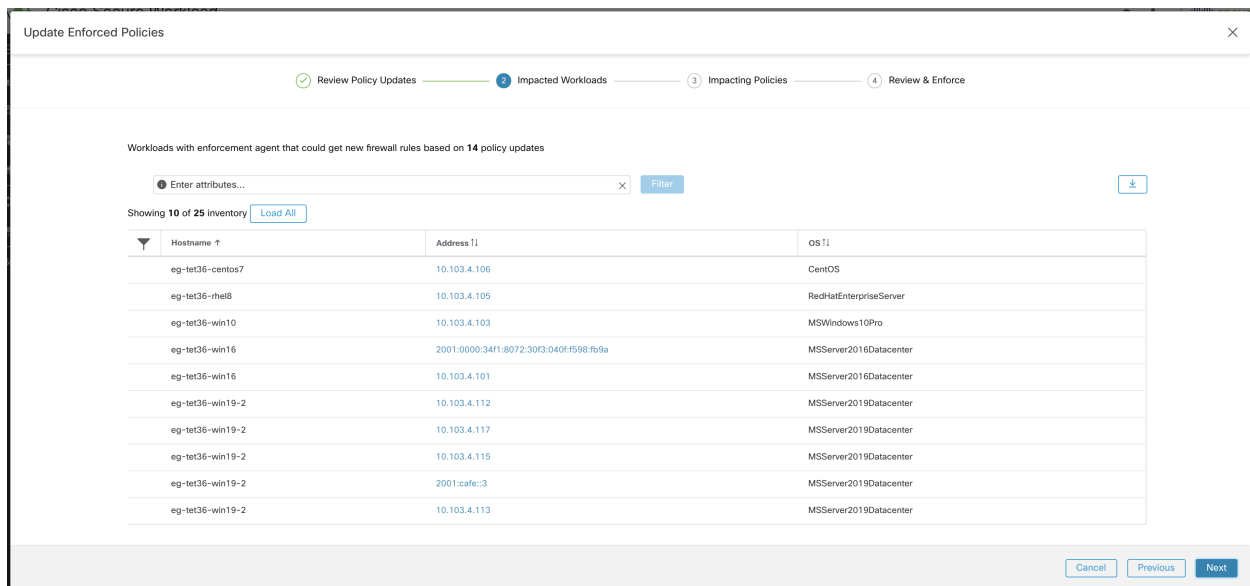 Cisco Secure Workload
Update Enforced Policies
Review Policy Updates 2 Impacted Workloads 3 Impacting Policies 4 Review & Enforce
Workloads with enforcement agent that could get new firewall rules based on 14 policy updates
Enter attributes... Filter
Showing 10 of 25 inventory Load All
Hostname ↑ Address ↑↓ OS ↑↓
eg-tet36-centos7 10.103.4.106 CentOS
eg-tet36-rhel8 10.103.4.105 RedHatEnterpriseServer
eg-tet36-win10 10.103.4.103 MSWindows10Pro
eg-tet36-win16 2001:0000:34f1:8072:30f3:040f:f598:fb9a MSServer2016Datacenter
eg-tet36-win16 10.103.4.101 MSServer2016Datacenter
eg-tet36-win19-2 10.103.4.112 MSServer2019Datacenter
eg-tet36-win19-2 10.103.4.117 MSServer2019Datacenter
eg-tet36-win19-2 10.103.4.115 MSServer2019Datacenter
eg-tet36-win19-2 2001:cafe::3 MSServer2019Datacenter
eg-tet36-win19-2 10.103.4.113 MSServer2019Datacenter
Cancel Previous Next